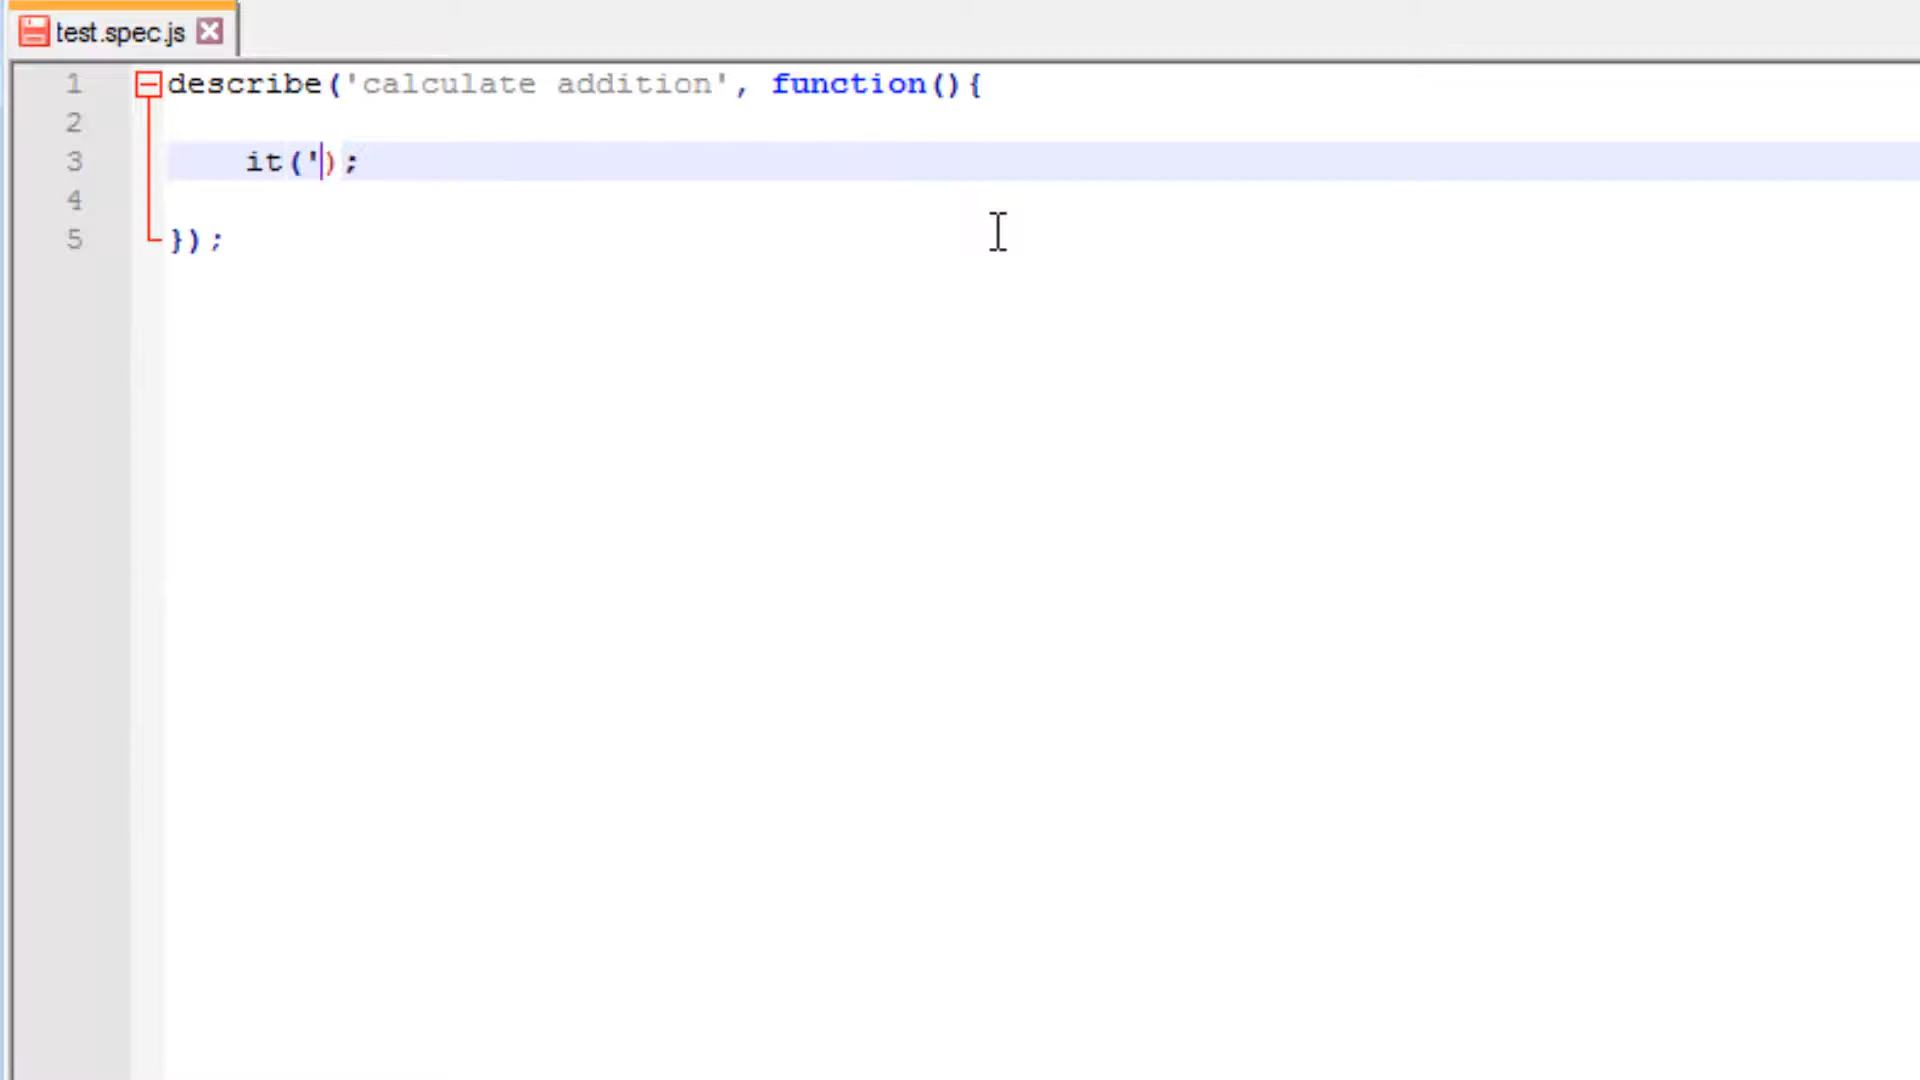 test.spec.js
1 describe('calculate addition', function(){
2
3 it(');
4
5 });